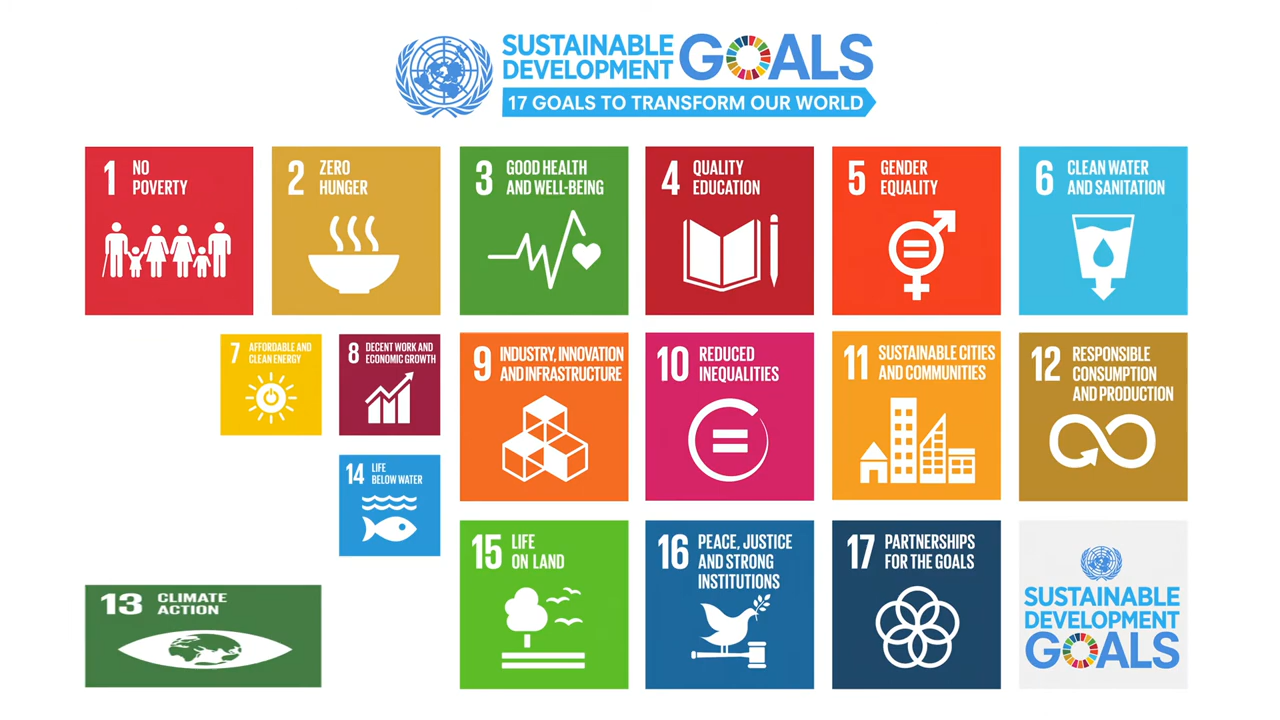 SUSTAINABLE
DEVELOPMENT
GOALS
17 GOALS TO TRANSFORM OUR WORLD
1 NO
POVERTY
2 ZERO
HUNGER
3 GOOD HEALTH
AND WELL-BEING
4 QUALITY
EDUCATION
5 GENDER
EQUALITY
6 CLEAN WATER
AND SANITATION
7 AFFORDABLE AND
CLEAN ENERGY
8 DECENT WORK AND
ECONOMIC GROWTH
9 INDUSTRY, INNOVATION
AND INFRASTRUCTURE
10 REDUCED
INEQUALITIES
11 SUSTAINABLE CITIES
AND COMMUNITIES
12 RESPONSIBLE
CONSUMPTION
AND PRODUCTION
14 LIFE
BELOW WATER
13 CLIMATE
ACTION
15 LIFE
ON LAND
16 PEACE, JUSTICE
AND STRONG
INSTITUTIONS
17 PARTNERSHIPS
FOR THE GOALS
SUSTAINABLE
DEVELOPMENT
GOALS